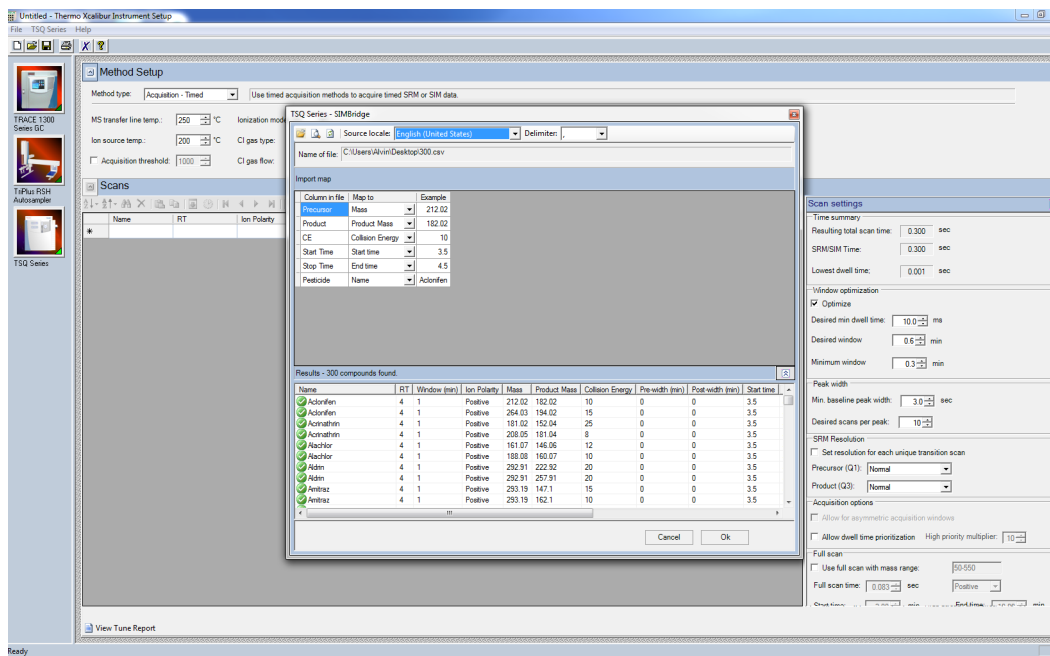 Untitled - Thermo Xcalibur Instrument Setup
File TSQ Series Help
TRACE 1300
Series GC
TriPlus RSH
Autosampler
TSQ Series
Method Setup
Method type: Acquisition - Timed Use timed acquisition methods to acquire timed SRM or SIM data.
MS transfer line temp.: 250 °C Ionization mode
Ion source temp.: 200 °C CI gas type:
Acquisition threshold: 1000 CI gas flow:
Scans
Name RT Ion Polarity
TSQ Series - SIMBridge
Source locale: English (United States) Delimiter: ,
Name of file: C:\Users\Alvin\Desktop\300.csv
Import map
Column in file Map to Example
Precursor Mass 212.02
Product Product Mass 182.02
CE Collision Energy 10
Start Time Start time 3.5
Stop Time End time 4.5
Pesticide Name Aclonifen
Results - 300 compounds found.
Name RT Window (min) Ion Polarity Mass Product Mass Collision Energy Pre-width (min) Post-width (min) Start time
Aclonifen 4 1 Positive 212.02 182.02 10 0 0 3.5
Aclonifen 4 1 Positive 264.03 194.02 15 0 0 3.5
Acrinathrin 4 1 Positive 181.02 152.04 25 0 0 3.5
Acrinathrin 4 1 Positive 208.05 181.04 8 0 0 3.5
Alachlor 4 1 Positive 161.07 146.06 12 0 0 3.5
Alachlor 4 1 Positive 188.08 160.07 10 0 0 3.5
Aldrin 4 1 Positive 292.91 222.92 20 0 0 3.5
Aldrin 4 1 Positive 292.91 257.91 20 0 0 3.5
Amitraz 4 1 Positive 293.19 147.1 15 0 0 3.5
Amitraz 4 1 Positive 293.19 162.1 10 0 0 3.5
Cancel Ok
Scan settings
Time summary
Resulting total scan time: 0.300 sec
SRM/SIM Time: 0.300 sec
Lowest dwell time; 0.001 sec
Window optimization
Optimize
Desired min dwell time: 10.0 ms
Desired window 0.6 min
Minimum window 0.3 min
Peak width
Min. baseline peak width: 3.0 sec
Desired scans per peak: 10
SRM Resolution
Set resolution for each unique transition scan
Precursor (Q1): Normal
Product (Q3): Normal
Acquisition options
Allow for asymmetric acquisition windows
Allow dwell time prioritization High priority multiplier: 10
Full scan
Use full scan with mass range: 50-550
Full scan time: 0.083 sec Positive
View Tune Report
Ready